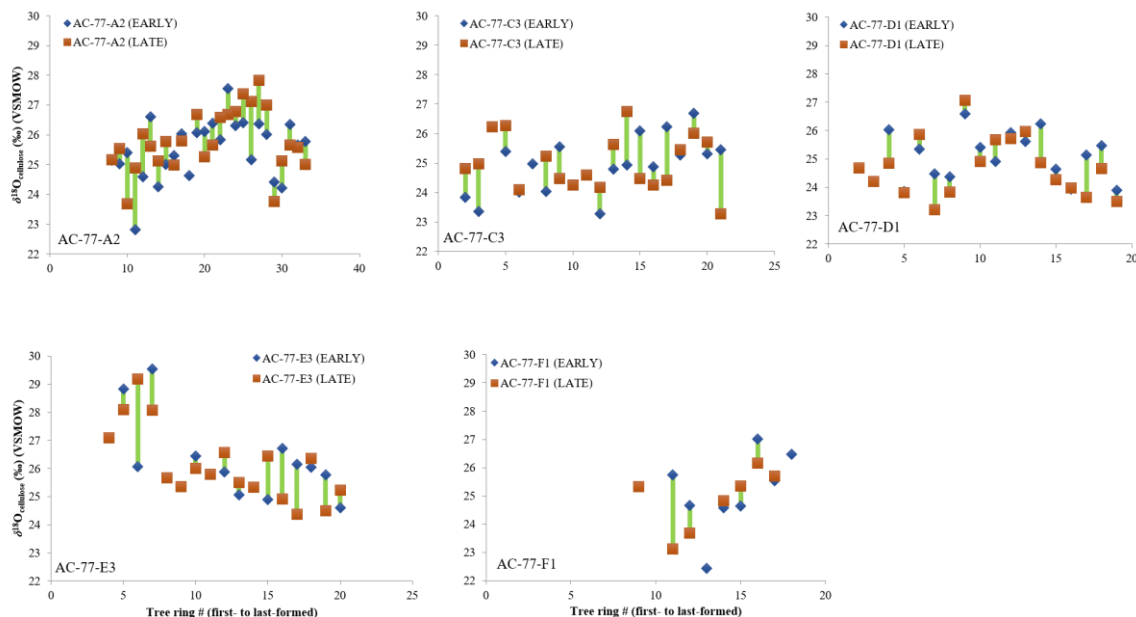 δ¹⁸Ocellulose (‰) (VSMOW)
30
29
28
27
26
25
24
23
22
AC-77-A2 (EARLY)
AC-77-A2 (LATE)
AC-77-A2
0 10 20 30 40
30
29
28
27
26
25
24
23
22
AC-77-C3 (EARLY)
AC-77-C3 (LATE)
AC-77-C3
0 5 10 15 20 25
30
29
28
27
26
25
24
23
22
AC-77-D1 (EARLY)
AC-77-D1 (LATE)
AC-77-D1
0 5 10 15 20
δ¹⁸Ocellulose (‰) (VSMOW)
30
29
28
27
26
25
24
23
22
AC-77-E3 (EARLY)
AC-77-E3 (LATE)
AC-77-E3
0 5 10 15 20
Tree ring # (first- to last-formed)
30
29
28
27
26
25
24
23
22
AC-77-F1 (EARLY)
AC-77-F1 (LATE)
AC-77-F1
0 5 10 15 20
Tree ring # (first- to last-formed)